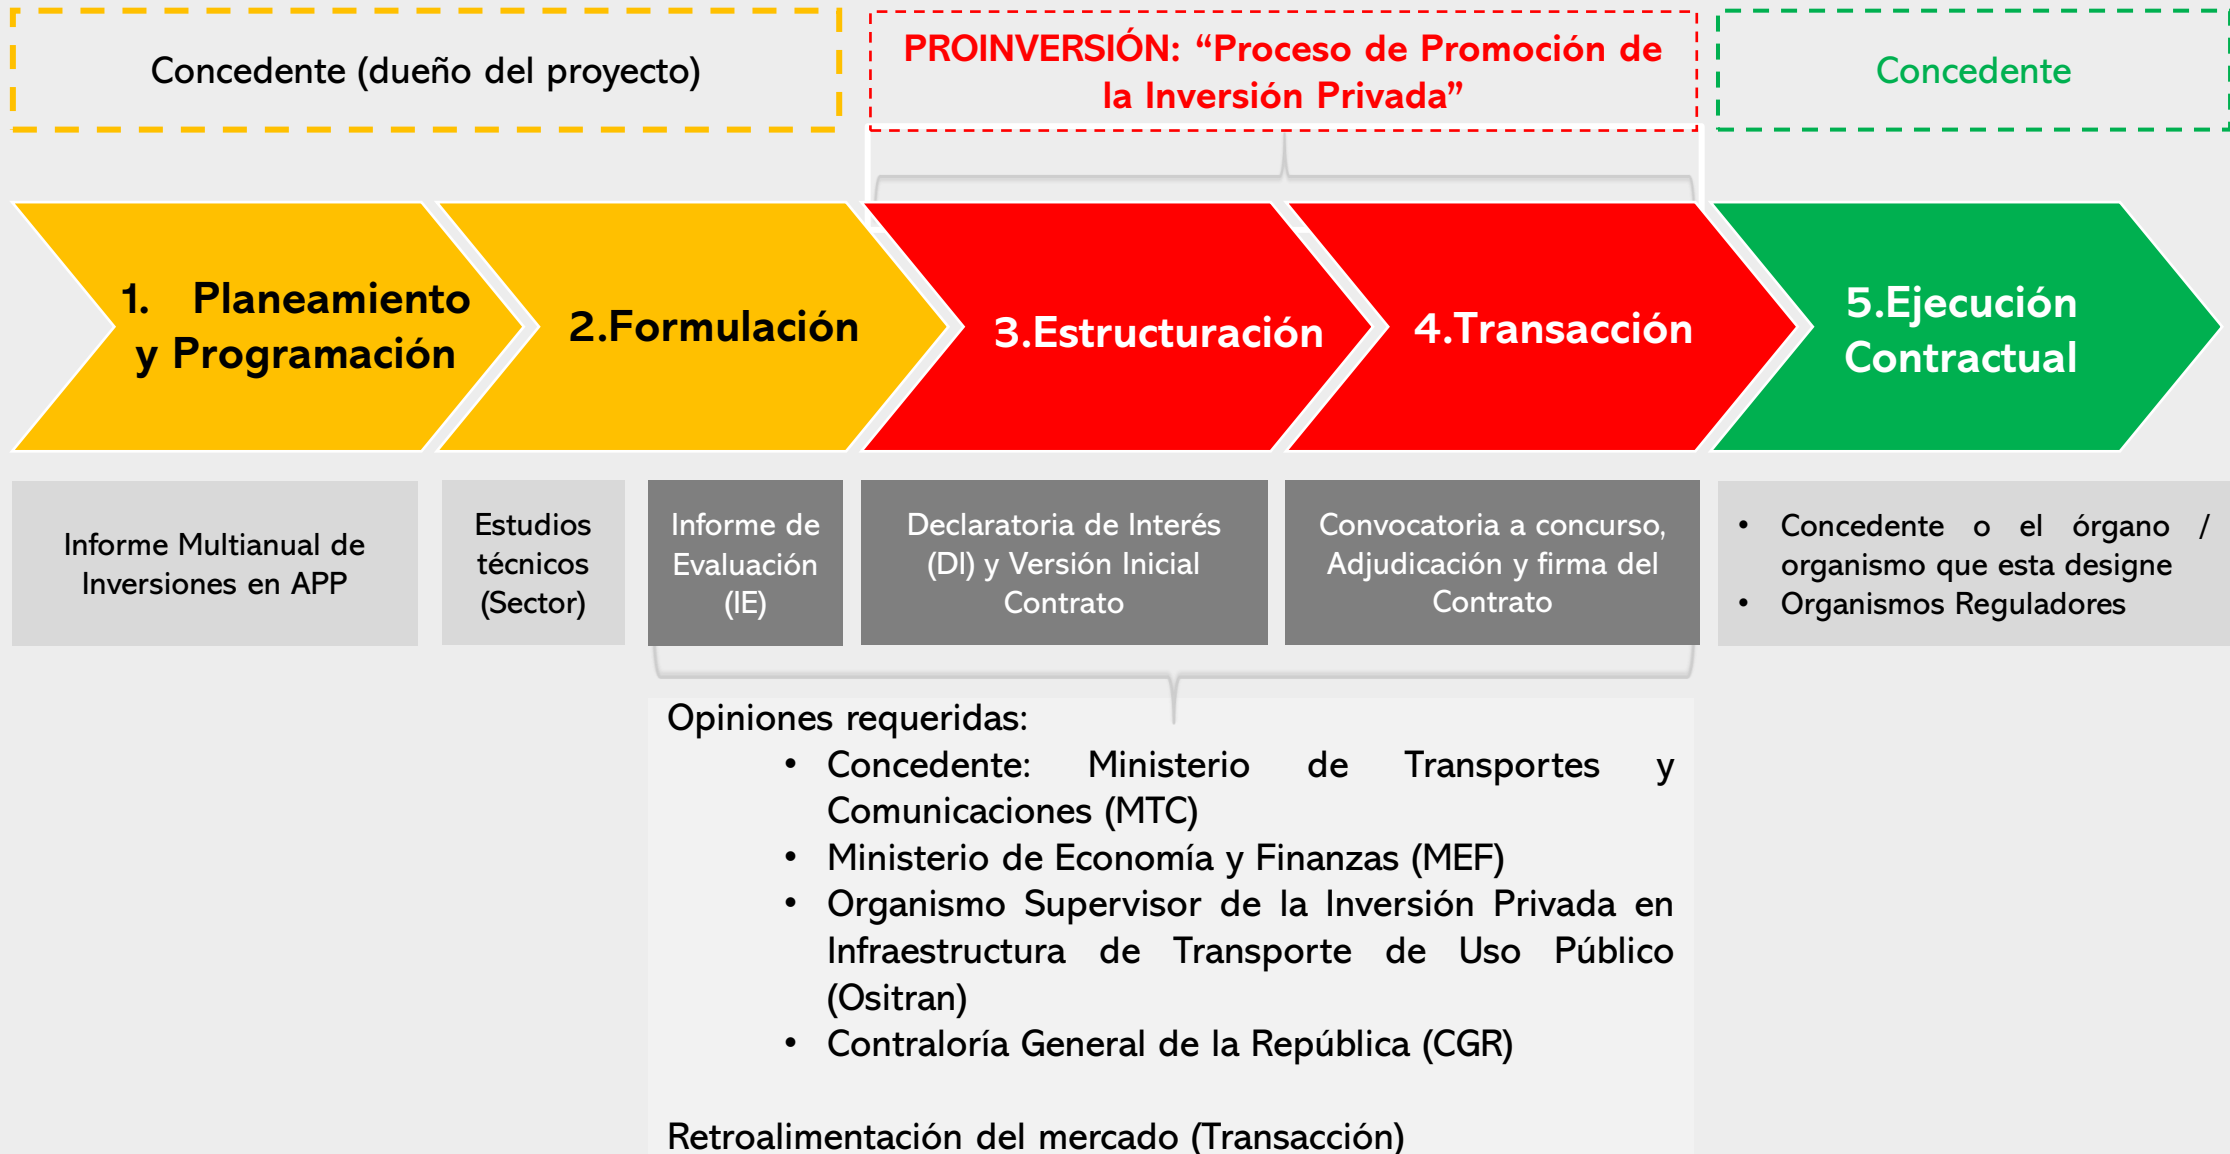 Concedente (dueño del proyecto)
PROINVERSIÓN: “Proceso de Promoción de
la Inversión Privada”
Concedente
1. Planeamiento
y Programación
2.Formulación
3.Estructuración
4.Transacción
5.Ejecución
Contractual
Informe Multianual de
Inversiones en APP
Estudios
técnicos
(Sector)
Informe de
Evaluación
(IE)
Declaratoria de Interés
(DI) y Versión Inicial
Contrato
Convocatoria a concurso,
Adjudicación y firma del
Contrato
• Concedente o el órgano /
organismo que esta designe
• Organismos Reguladores
Opiniones requeridas:
• Concedente: Ministerio de Transportes y
Comunicaciones (MTC)
• Ministerio de Economía y Finanzas (MEF)
• Organismo Supervisor de la Inversión Privada en
Infraestructura de Transporte de Uso Público
(Ositran)
• Contraloría General de la República (CGR)
Retroalimentación del mercado (Transacción)